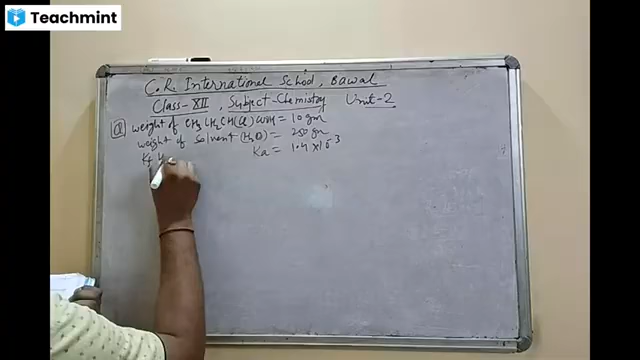 Teachmint
C.R. International School, Bawal
Class-XII, Subject-Chemistry Unit-2
Q weight of CH3CH2CH(Cl)COOH = 10 gm
weight of solvent (H2O) = 250 gm
Kf Ka = 1.4 × 10-3